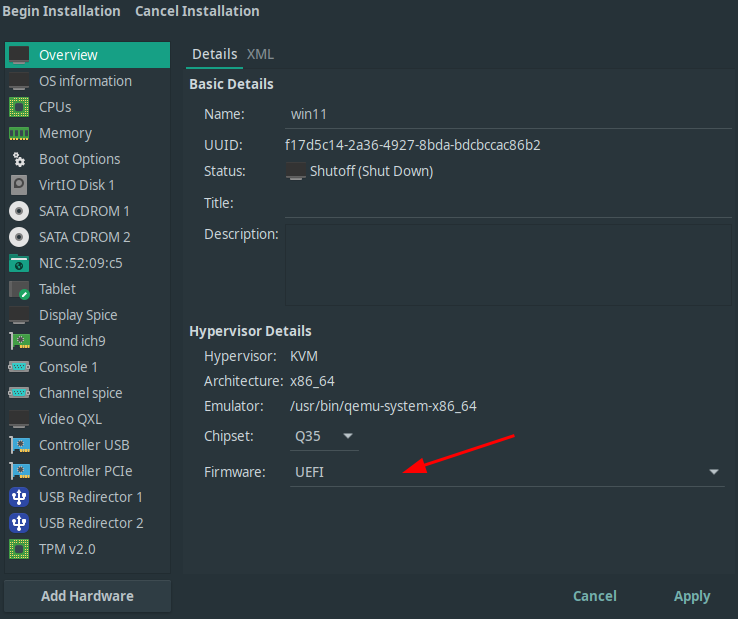 Begin Installation Cancel Installation
Overview
OS information
CPUs
Memory
Boot Options
VirtIO Disk 1
SATA CDROM 1
SATA CDROM 2
NIC :52:09:c5
Tablet
Display Spice
Sound ich9
Console 1
Channel spice
Video QXL
Controller USB
Controller PCIe
USB Redirector 1
USB Redirector 2
TPM v2.0
Add Hardware
Details XML
Basic Details
Name: win11
UUID: f17d5c14-2a36-4927-8bda-bdcbccac86b2
Status: Shutoff (Shut Down)
Title:
Description:
Hypervisor Details
Hypervisor: KVM
Architecture: x86_64
Emulator: /usr/bin/qemu-system-x86_64
Chipset: Q35
Firmware: UEFI
Cancel Apply